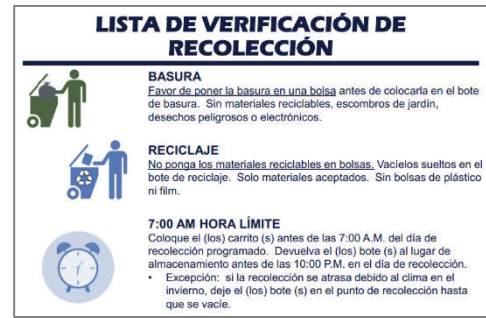 LISTA DE VERIFICACIÓN DE
RECOLECCIÓN
BASURA
Favor de poner la basura en una bolsa antes de colocarla en el bote
de basura. Sin materiales reciclables, escombros de jardín,
desechos peligrosos o electrónicos.
RECICLAJE
No ponga los materiales reciclables en bolsas. Vacíelos sueltos en el
bote de reciclaje. Solo materiales aceptados. Sin bolsas de plástico
ni film.
7:00 AM HORA LÍMITE
Coloque el (los) carrito (s) antes de las 7:00 A.M. del día de
recolección programado. Devuelva el (los) bote (s) al lugar de
almacenamiento antes de las 10:00 P.M. en el día de recolección.
• Excepción: si la recolección se atrasa debido al clima en el
invierno, deje el (los) bote (s) en el punto de recolección hasta
que se vacie.